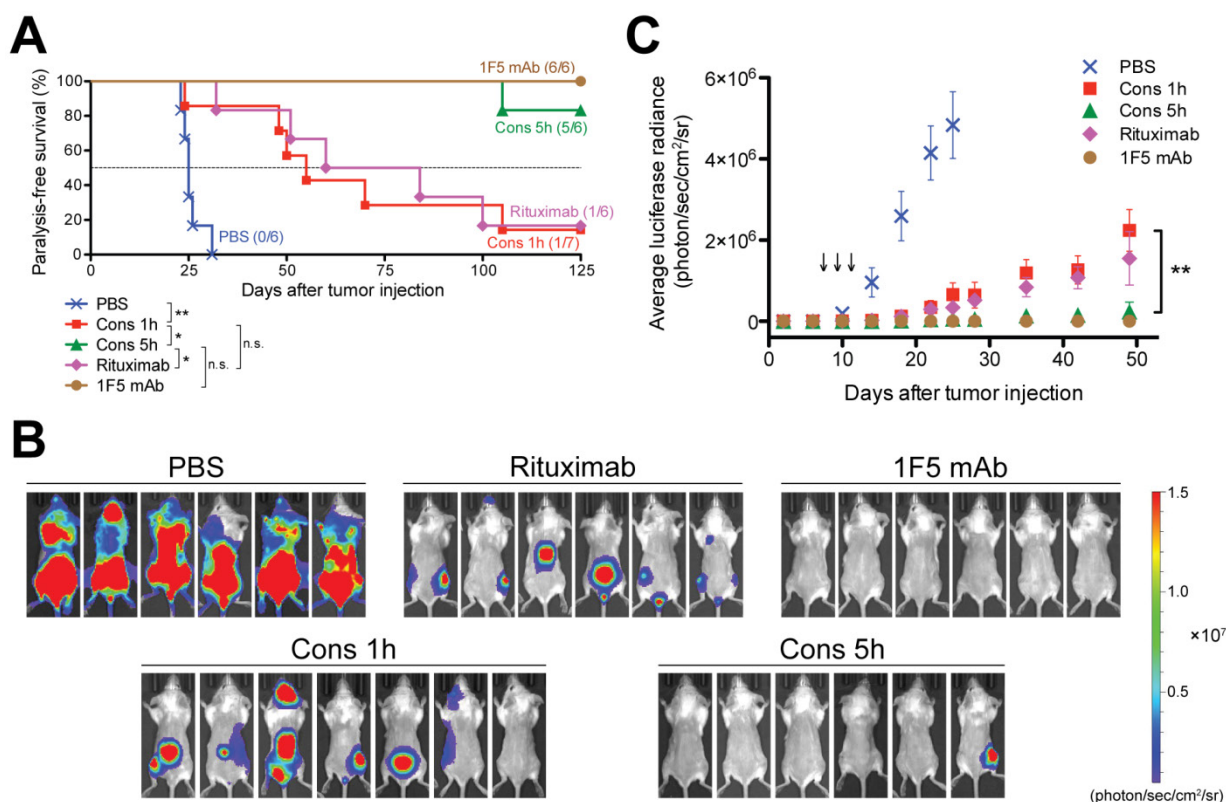 A
Paralysis-free survival (%)
100
80
60
40
20
0
0
25
50
75
100
125
Days after tumor injection
1F5 mAb (6/6)
Cons 5h (5/6)
Rituximab (1/6)
Cons 1h (1/7)
PBS (0/6)
PBS
Cons 1h
Cons 5h
Rituximab
1F5 mAb
**
*
*
n.s.
n.s.
C
Average luciferase radiance
(photon/sec/cm²/sr)
6×10⁶
4×10⁶
2×10⁶
0
0
10
20
30
40
50
Days after tumor injection
PBS
Cons 1h
Cons 5h
Rituximab
1F5 mAb
**
B
PBS
Rituximab
1F5 mAb
Cons 1h
Cons 5h
1.5
1.0
×10⁷
0.5
(photon/sec/cm²/sr)